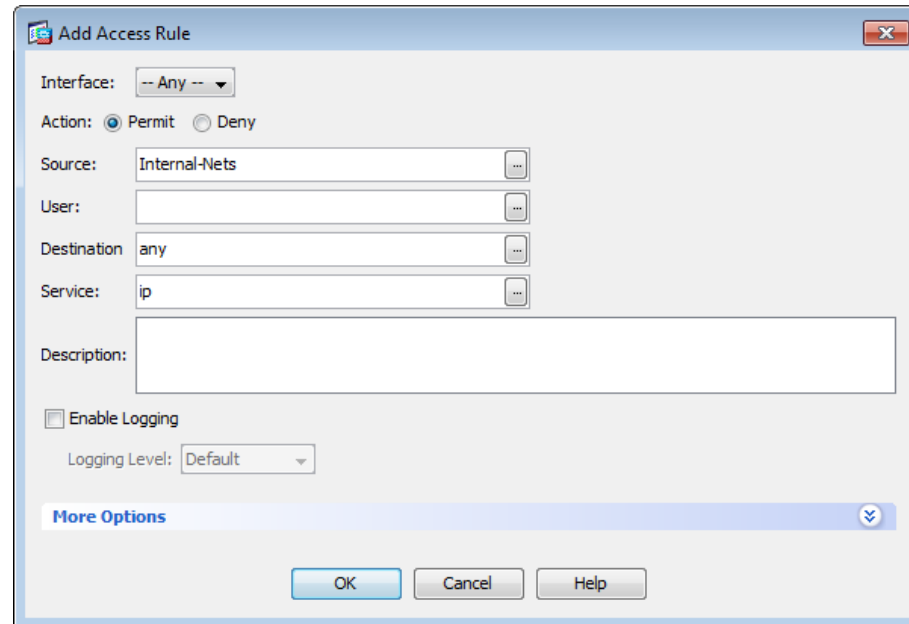 Add Access Rule
Interface: -- Any --
Action: Permit Deny
Source: Internal-Nets ...
User: ...
Destination any ...
Service: ip ...
Description:
Enable Logging
Logging Level: Default
More Options
OK Cancel Help